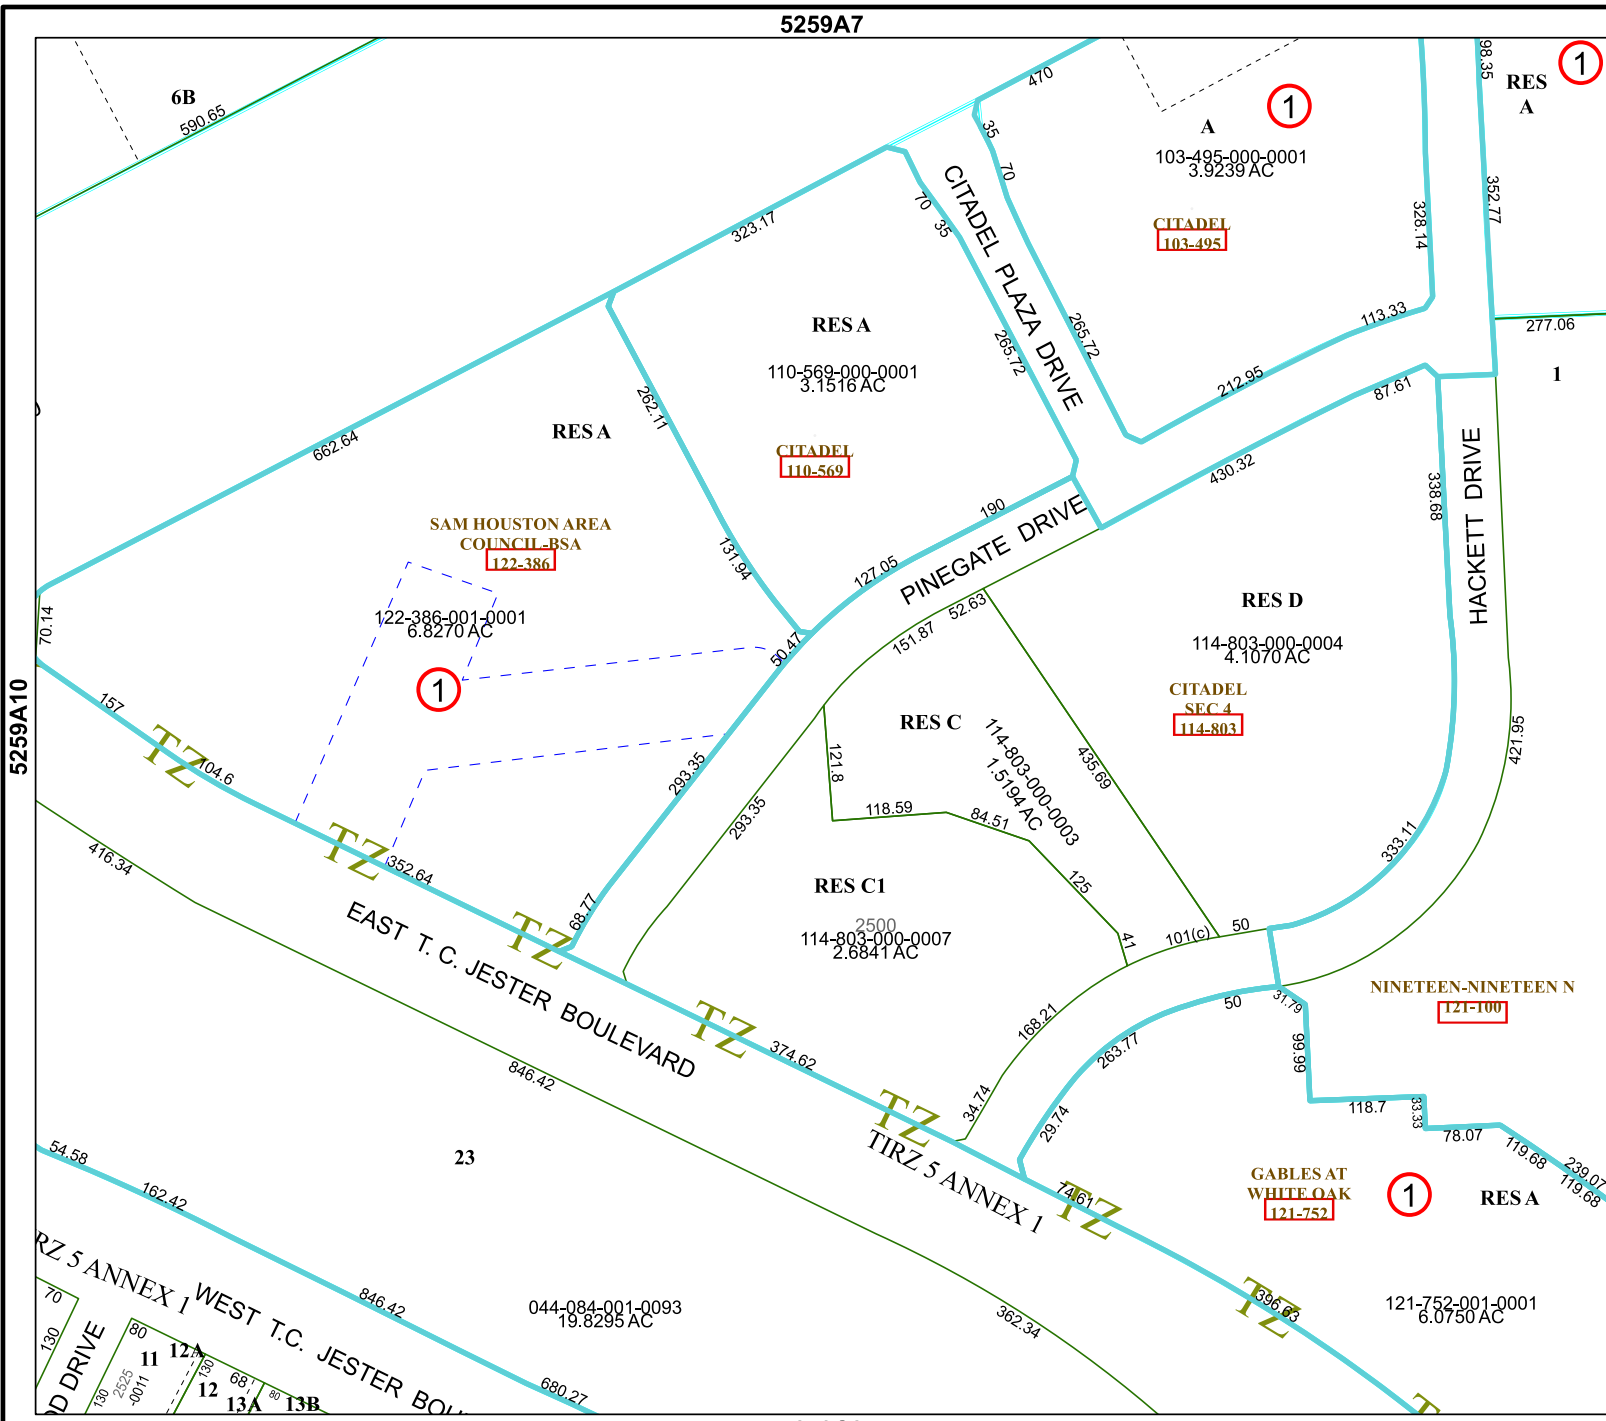 5259A7
6B
590.65
470
98.35
RES
A
1
1
A
103-495-000-0001
3.9239 AC
35
70
CITADEL PLAZA DRIVE
70
35
323.17
CITADEL
103-495
328.14
352.77
113.33
277.06
1
RES A
110-569-000-0001
3.1516 AC
265.72
265.72
212.95
87.61
262.11
RES A
662.64
CITADEL
110-569
430.32
338.68
HACKETT DRIVE
190
PINEGATE DRIVE
SAM HOUSTON AREA
COUNCIL-BSA
122-386
131.94
127.05
52.63
151.87
RES D
114-803-000-0004
4.1070 AC
122-386-001-0001
6.8270 AC
70.14
50.47
1
CITADEL
SEC 4
114-803
RES C
114-803-000-0003
1.5194 AC
435.69
421.95
5259A10
157
TZ
104.6
293.35
293.35
121.8
118.59
84.51
333.11
416.34
TZ
352.64
RES C1
2500
114-803-000-0007
2.6841 AC
125
41
101(c)
50
68.77
TZ
EAST T. C. JESTER BOULEVARD
NINETEEN-NINETEEN N
121-100
31.79
50
168.21
263.77
99.99
TZ
374.62
846.42
118.7
33.33
78.07
119.68
239.07
119.68
34.74
29.74
TZ
TIRZ 5 ANNEX 1
54.58
162.42
23
GABLES AT
WHITE OAK
121-752
1
RES A
74.61
TZ
RZ 5 ANNEX 1
WEST T.C. JESTER BOU
846.42
044-084-001-0093
19.8295 AC
362.34
396.63
TZ
121-752-001-0001
6.0750 AC
70
130
OD DRIVE
80
11
12A
2525
-0011
130
130
12
68
13A
80
13B
680.27